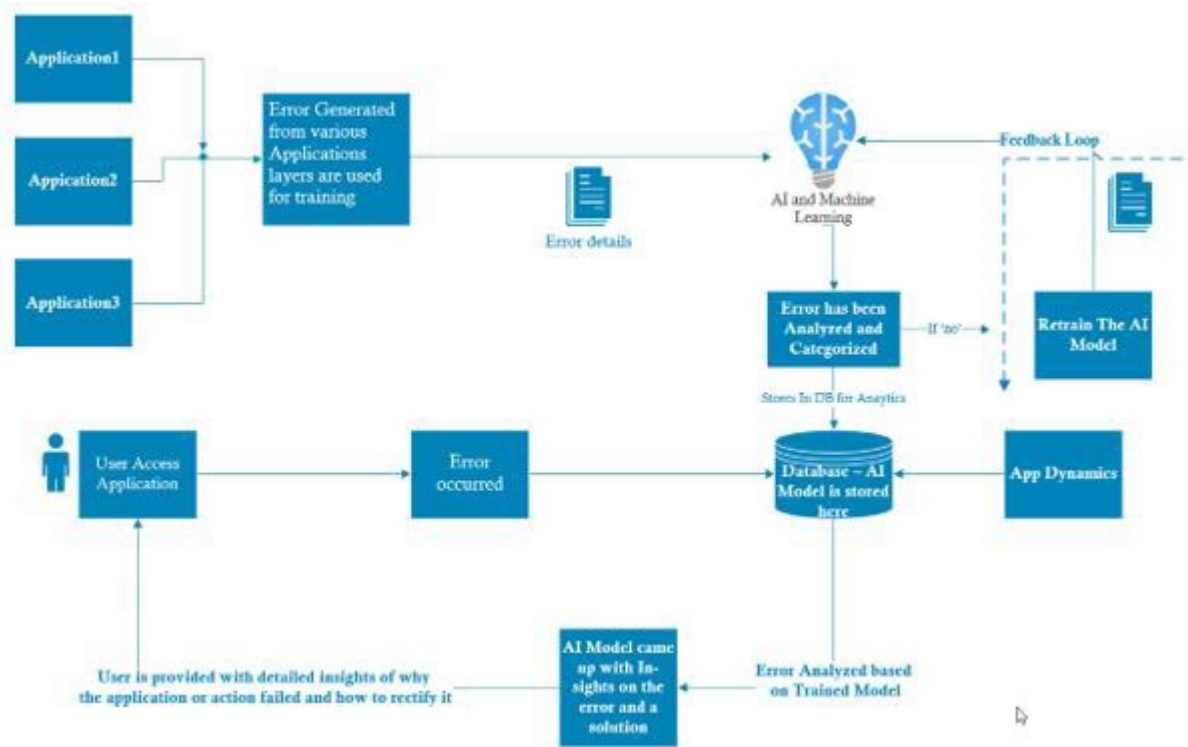 Application1
Error Generated
from various
Applications
layers are used
for training
Feedback Loop
Appication2
AI and Machine
Learning
Error details
Application3
Error has been
Analyzed and
Categorized
If 'no'
Retrain The AI
Model
Stores In DB for Anaytics
User Access
Application
Error
occurred
Database – AI
Model is stored
here
App Dynamics
AI Model came
up with In-
sights on the
error and a
solution
User is provided with detailed insights of why
the application or action failed and how to rectify it
Error Analyzed based
on Trained Model